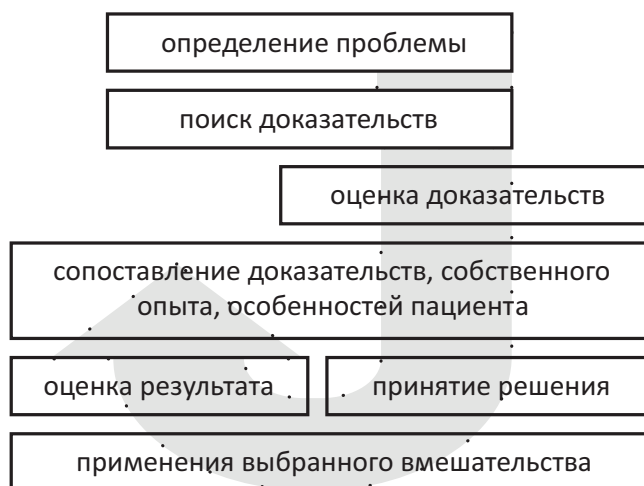 определение проблемы
поиск доказательств
оценка доказательств
сопоставление доказательств, собственного
опыта, особенностей пациента
оценка результата
принятие решения
применения выбранного вмешательства